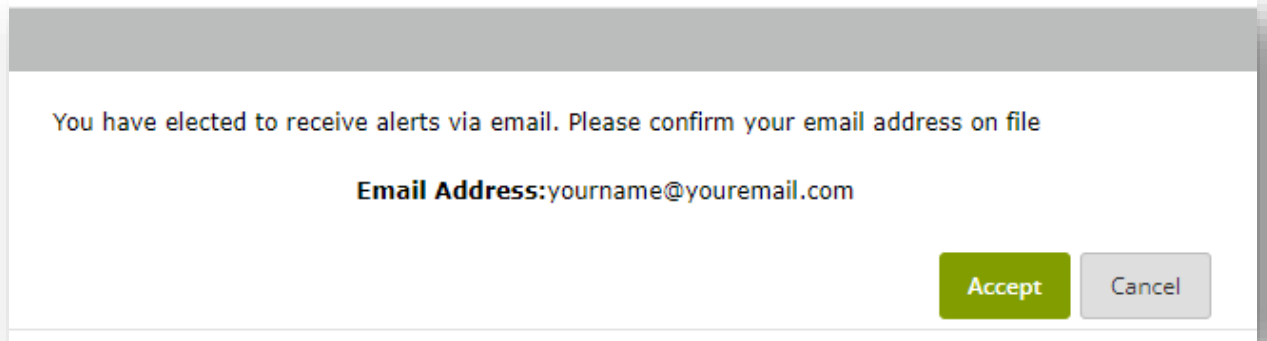 You have elected to receive alerts via email. Please confirm your email address on file
Email Address:yourname@youremail.com
Accept Cancel